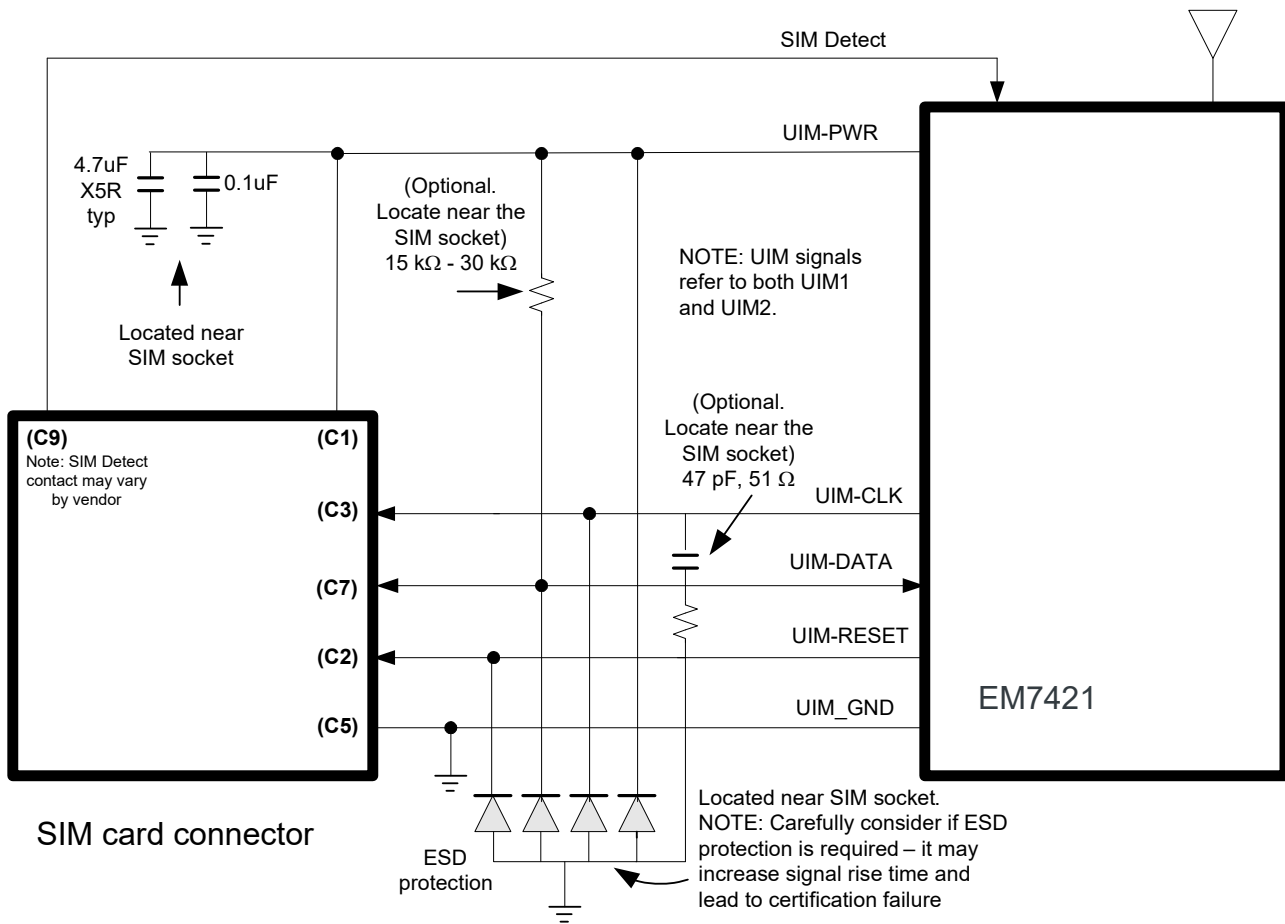 SIM Detect
UIM-PWR
4.7uF
X5R
typ
0.1uF
(Optional.
Locate near the
SIM socket)
15 kΩ - 30 kΩ
NOTE: UIM signals
refer to both UIM1
and UIM2.
Located near
SIM socket
(C9)
Note: SIM Detect
contact may vary
by vendor
(C1)
(Optional.
Locate near the
SIM socket)
47 pF, 51 Ω
(C3)
UIM-CLK
(C7)
UIM-DATA
(C2)
UIM-RESET
(C5)
UIM_GND
EM7421
SIM card connector
ESD
protection
Located near SIM socket.
NOTE: Carefully consider if ESD
protection is required – it may
increase signal rise time and
lead to certification failure